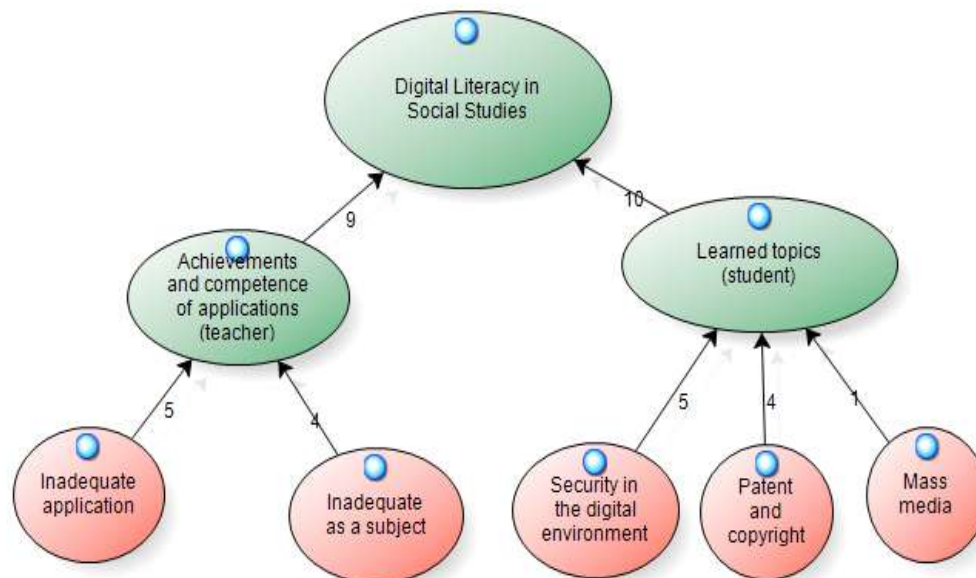 Digital Literacy in
Social Studies
9
10
Achievements
and competence
of applications
(teacher)
Learned topics
(student)
5
4
5
4
1
Inadequate
application
Inadequate
as a subject
Security in
the digital
environment
Patent
and
copyright
Mass
media